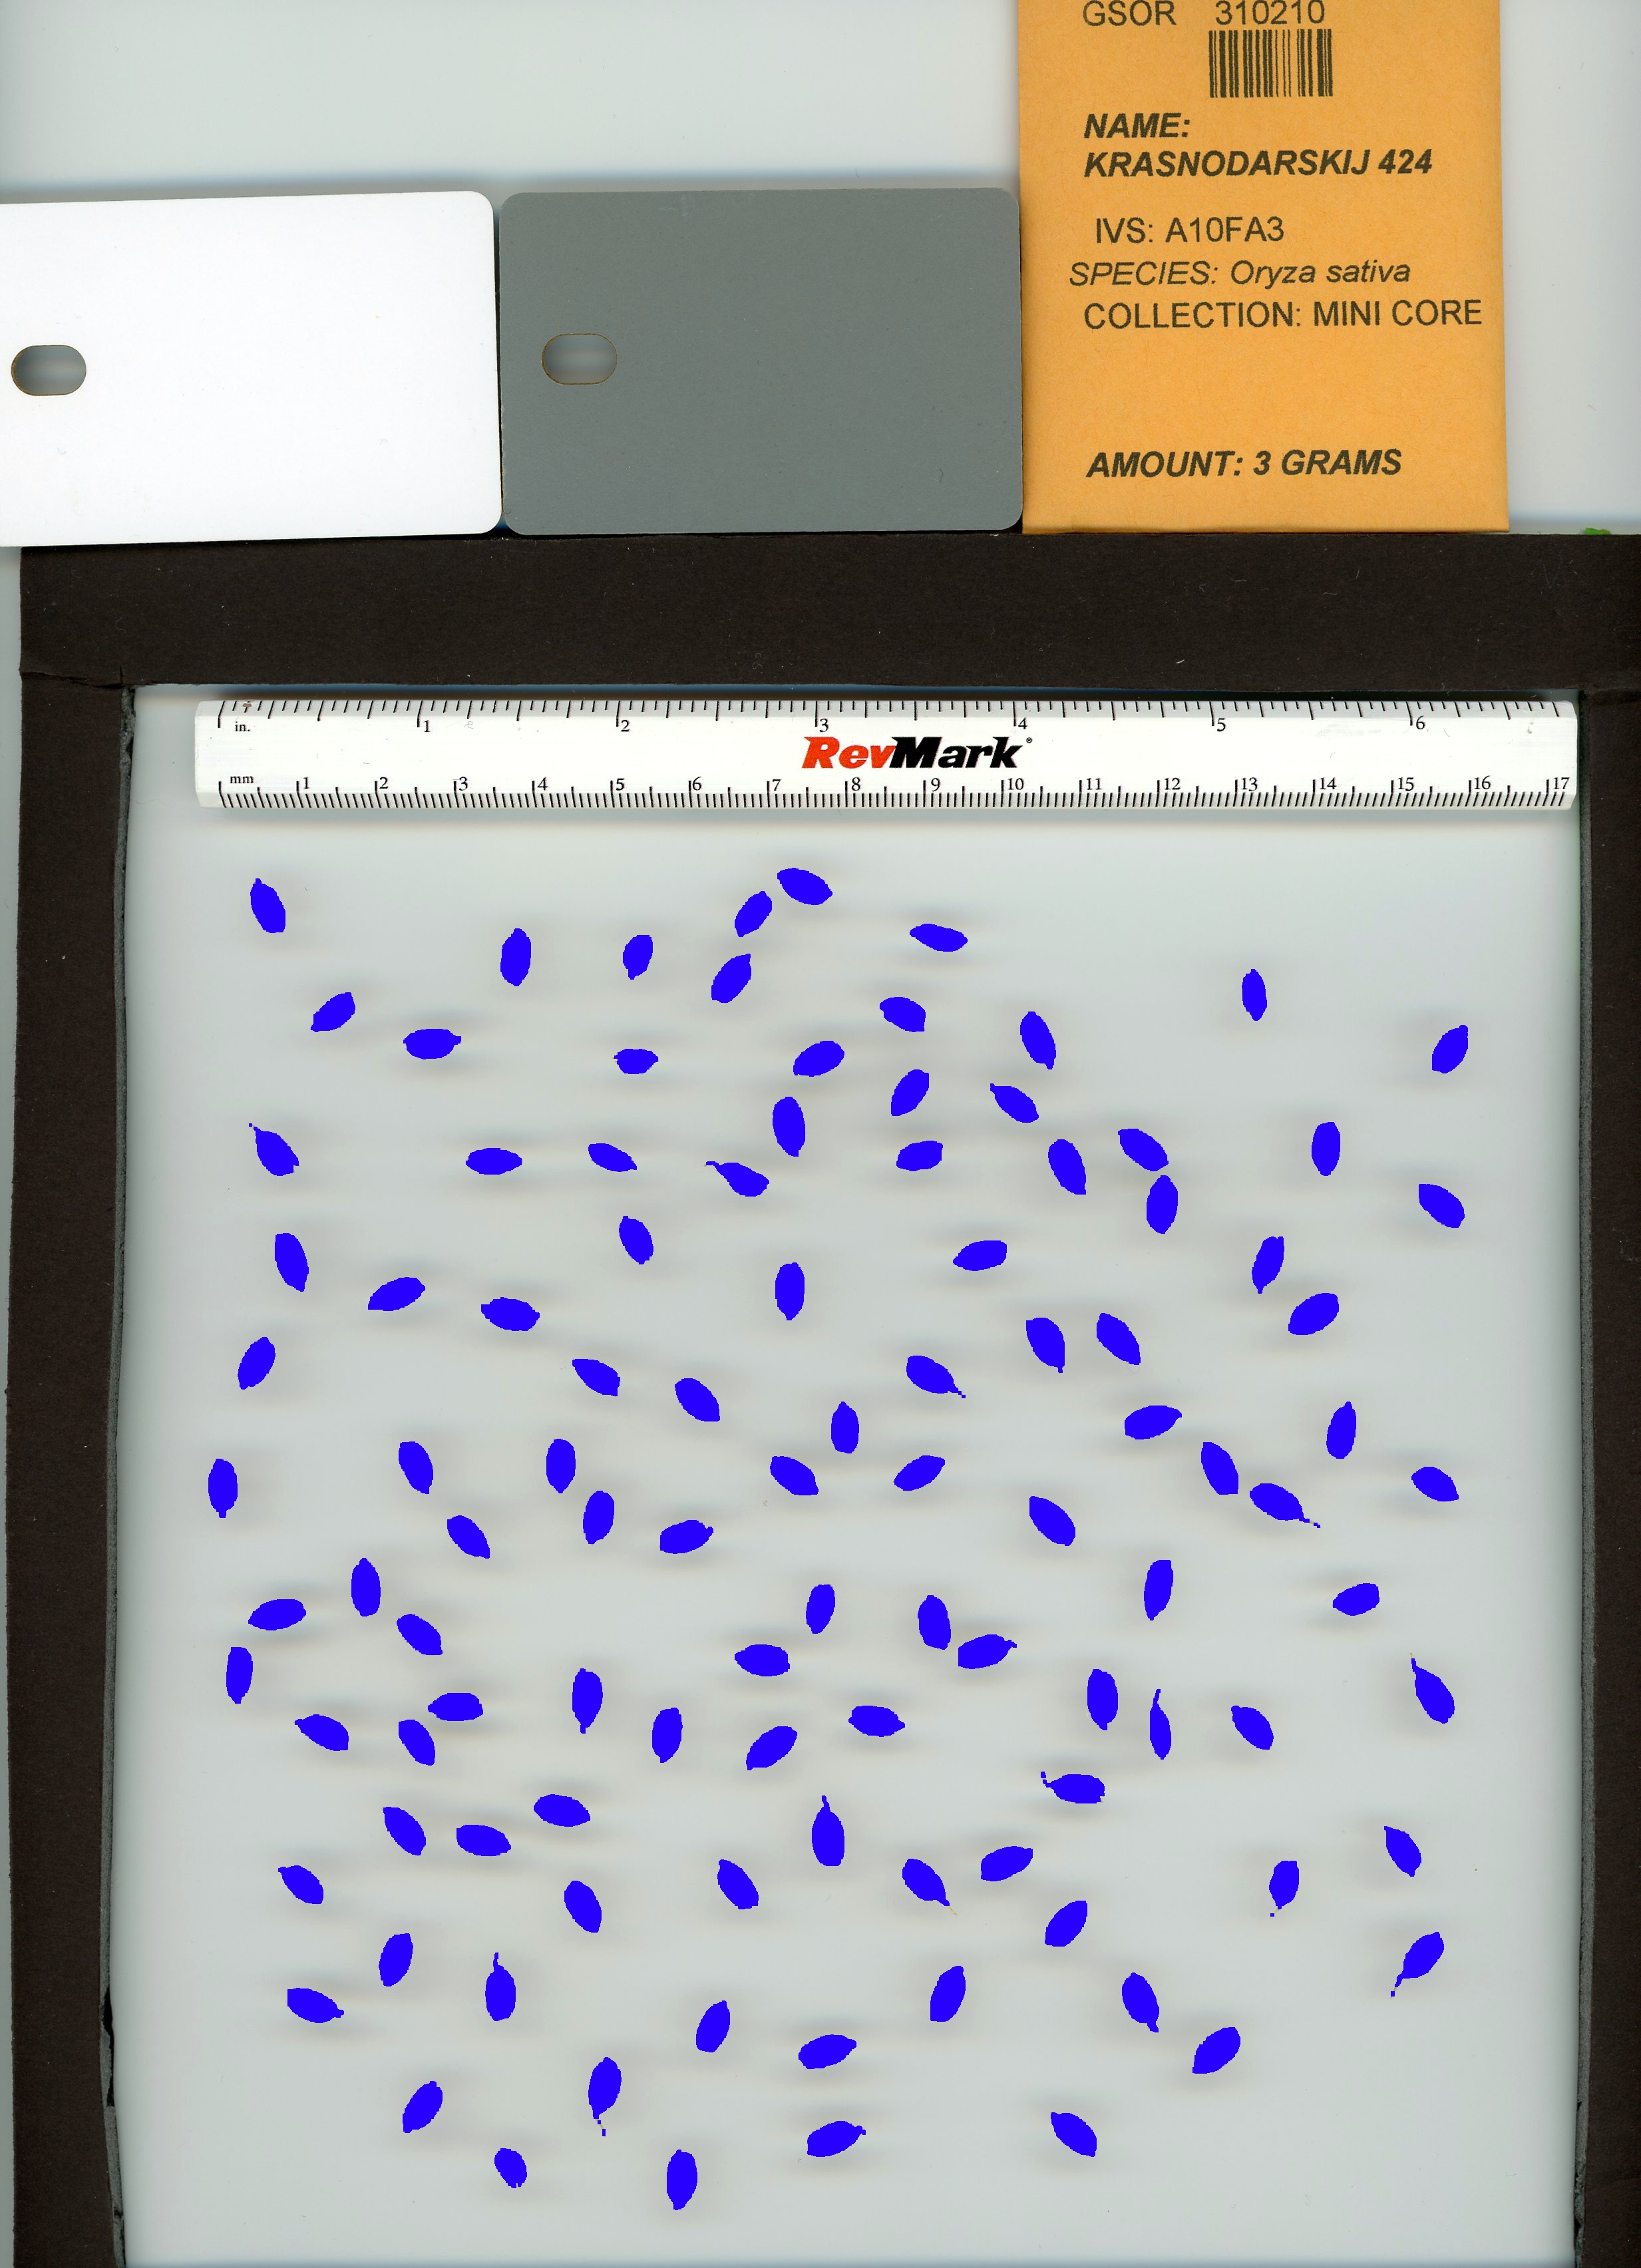 GSOR 310210
NAME:
KRASNODARSKIJ 424
IVS: A10FA3
SPECIES: Oryza sativa
COLLECTION: MINI CORE
AMOUNT: 3 GRAMS
in. 1 2 3 4 5 6
RevMark®
mm 1 2 3 4 5 6 7 8 9 10 11 12 13 14 15 16 17